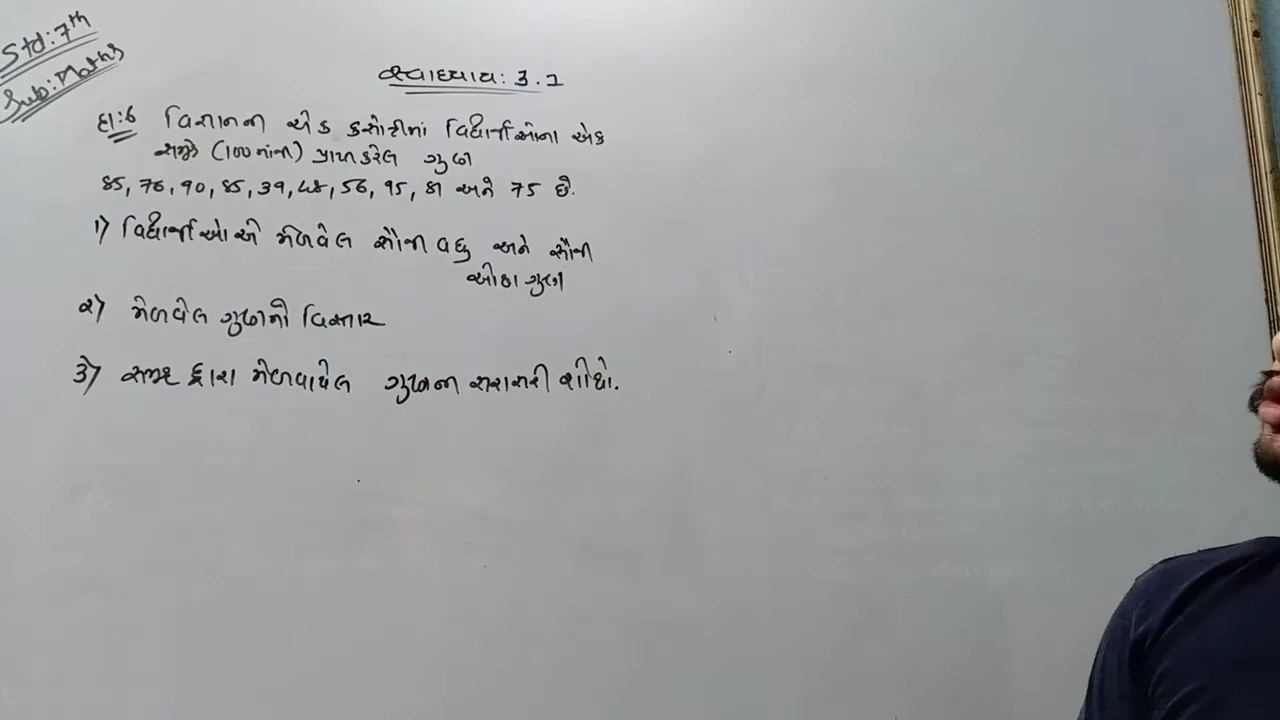 Std: 7th
Sub: Maths
સ્વાધ્યાય: 3.1
દા:6 વિજ્ઞાનની એક કસોટીમાં વિદ્યાર્થીઓના એક
સમૂહે (100માંથી) પ્રાપ્ત કરેલ ગુણ
85, 76, 90, 85, 39, 48, 56, 95, 81 અને 75 છે.
1) વિદ્યાર્થીઓએ મેળવેલ સૌથી વધુ અને સૌથી
ઓછા ગુણ
2) મેળવેલ ગુણનો વિસ્તાર
3) સમૂહ દ્વારા મેળવાયેલ ગુણના સરાસરી શોધો.